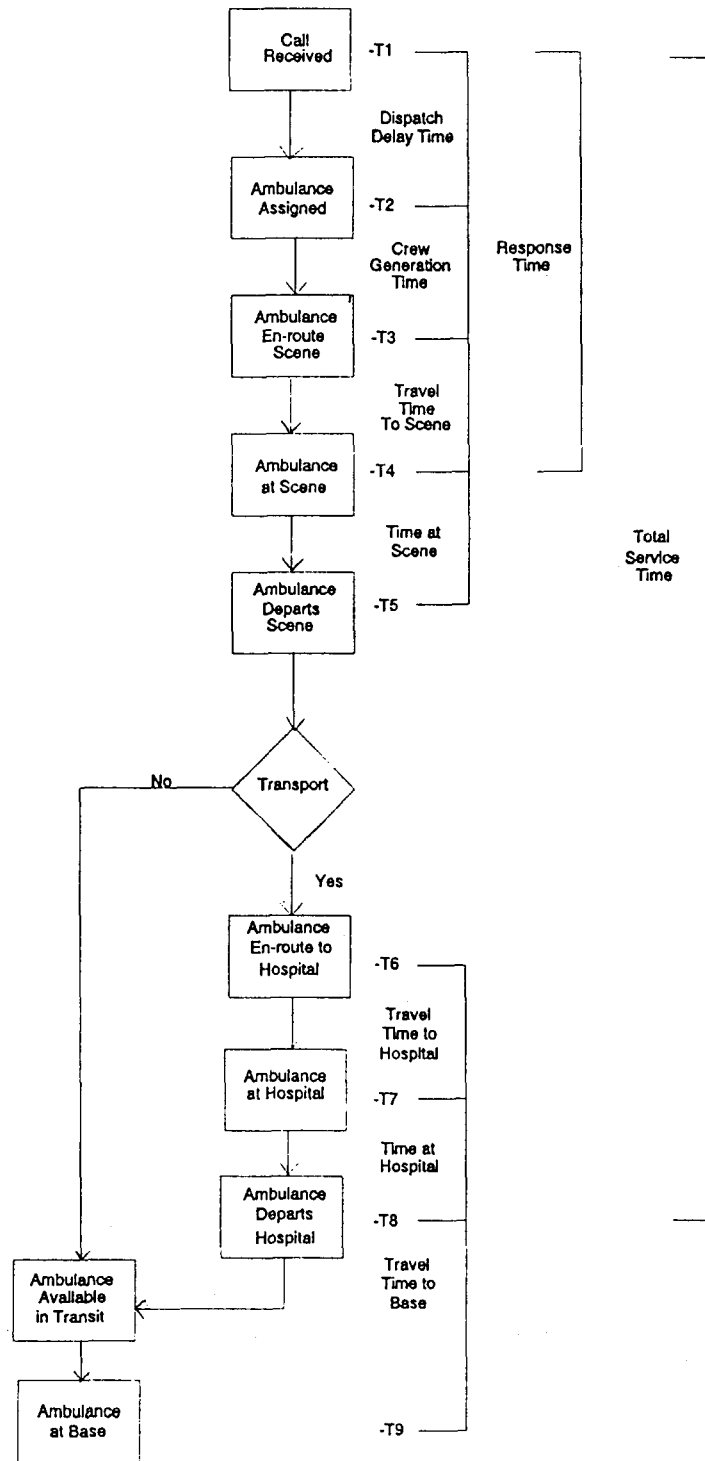 Call
Received
-T1
Dispatch
Delay Time
Ambulance
Assigned
-T2
Crew
Generation
Time
Response
Time
Ambulance
En-route
Scene
-T3
Travel
Time
To Scene
Ambulance
at Scene
-T4
Time at
Scene
Total
Service
Time
Ambulance
Departs
Scene
-T5
Transport
No
Yes
Ambulance
En-route to
Hospital
-T6
Travel
Time to
Hospital
Ambulance
at Hospital
-T7
Time at
Hospital
Ambulance
Departs
Hospital
-T8
Travel
Time to
Base
Ambulance
Available
in Transit
Ambulance
at Base
-T9